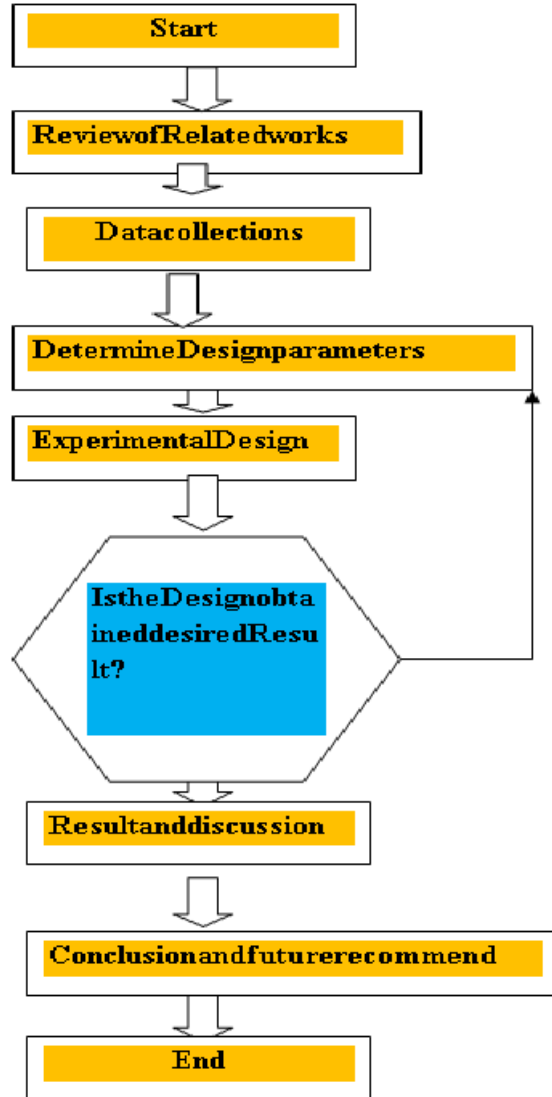 Start
ReviewofRelatedworks
Datacollections
DetermineDesignparameters
ExperimentalDesign
IstheDesignobta
ineddesiredResu
lt?
Resultanddiscussion
Conclusionandfuturerecommend
End